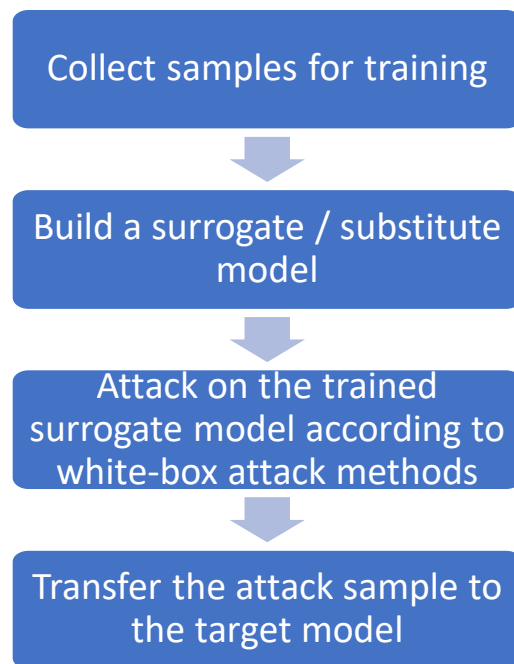 Collect samples for training
Build a surrogate / substitute
model
Attack on the trained
surrogate model according to
white-box attack methods
Transfer the attack sample to
the target model